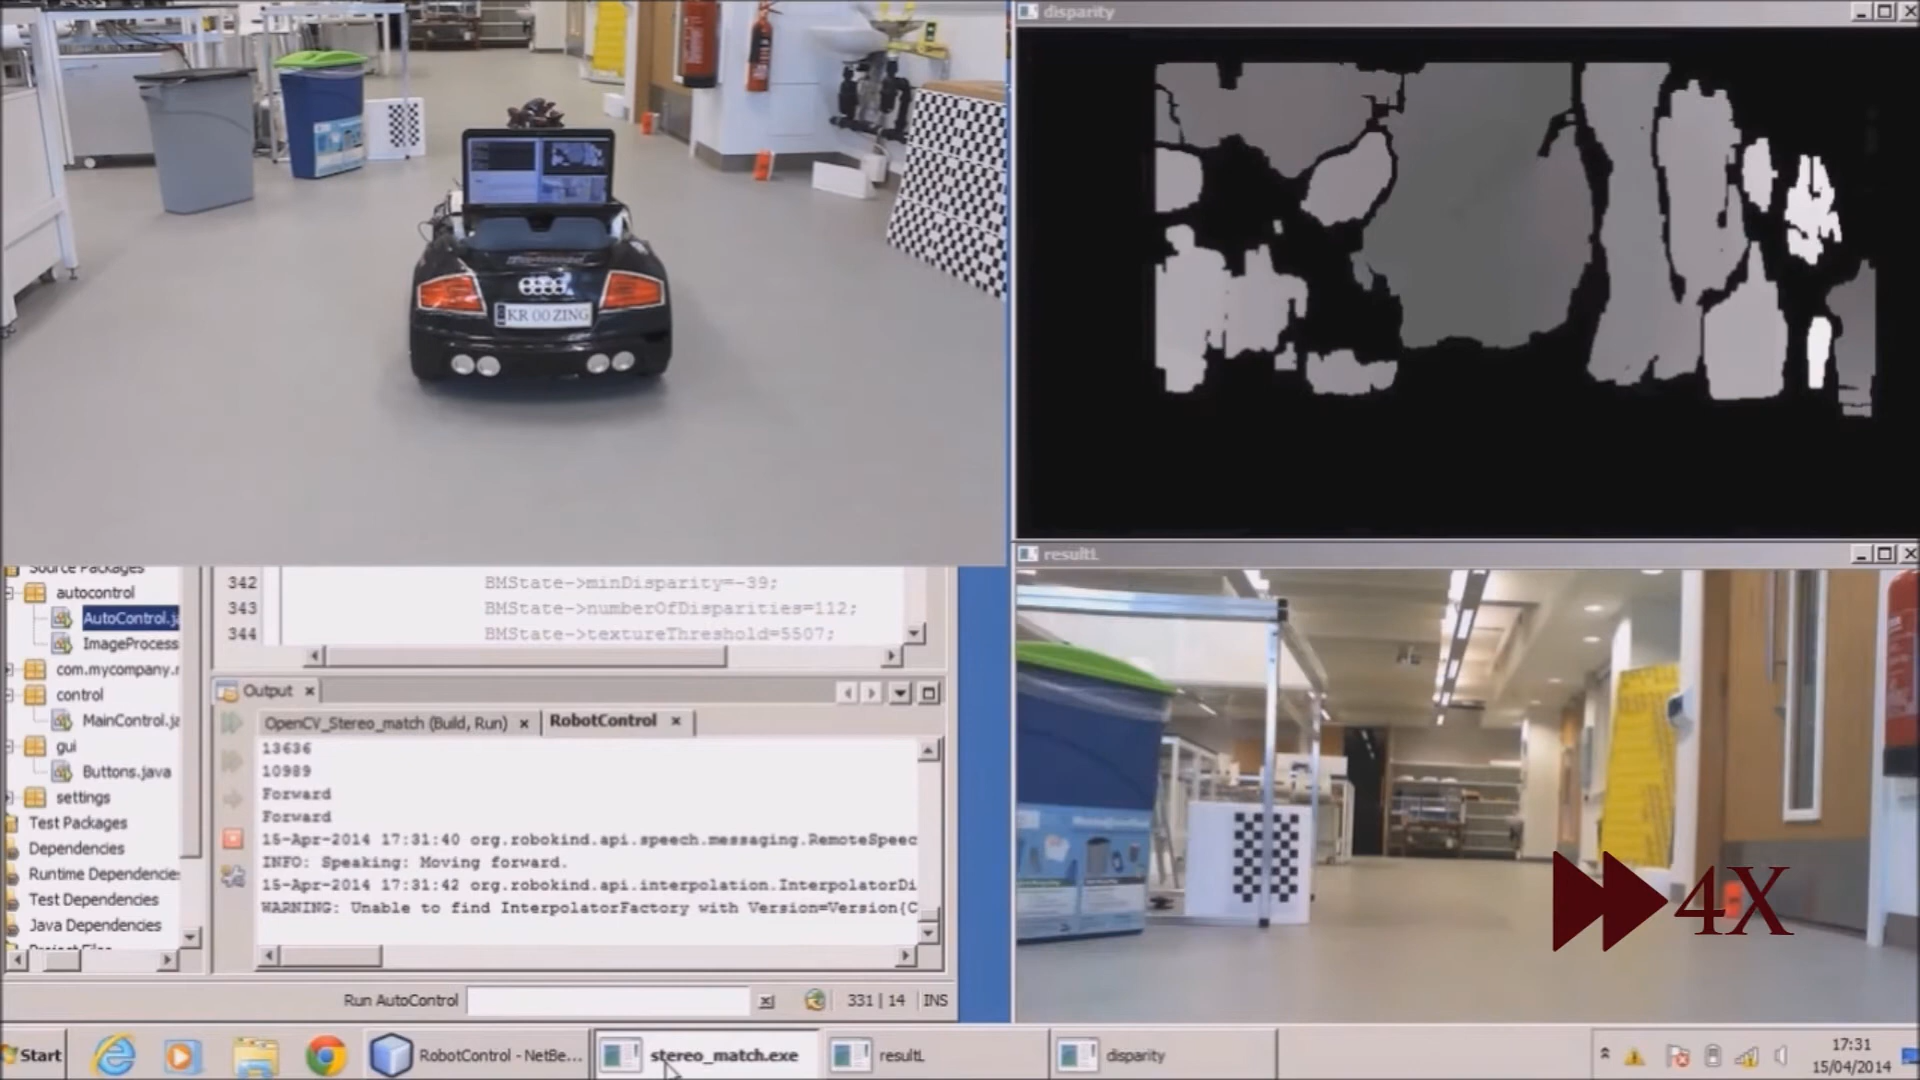 KR 00 ZING
disparity
Source Packages
autocontrol
AutoControl.ja
ImageProcess
com.mycompany.r
control
MainControl.ja
gui
Buttons.java
settings
Test Packages
Dependencies
Runtime Dependencies
Test Dependencies
Java Dependencies
Project Files
342 BMState->minDisparity=-39;
343 BMState->numberOfDisparities=112;
344 BMState->textureThreshold=5507;
Output
OpenCV_Stereo_match (Build, Run) RobotControl
13636
10989
Forward
Forward
15-Apr-2014 17:31:40 org.robokind.api.speech.messaging.RemoteSpeec
INFO: Speaking: Moving forward.
15-Apr-2014 17:31:42 org.robokind.api.interpolation.InterpolatorDi
WARNING: Unable to find InterpolatorFactory with Version=Version{C
Run AutoControl 331 | 14 INS
resultL
4X
Start RobotControl - NetBe... stereo_match.exe resultL disparity 17:31
15/04/2014